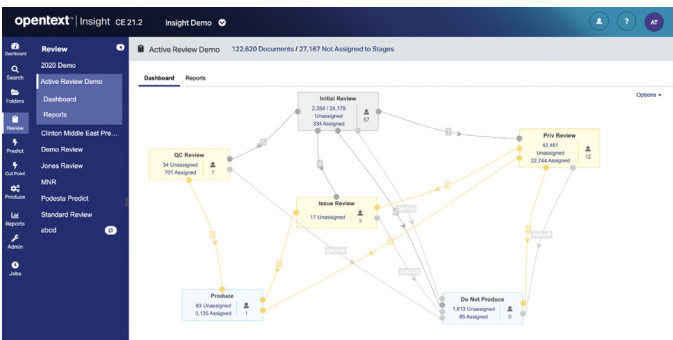 opentext™ | Insight CE 21.2
Insight Demo
?
AT
Dashboard
Search
Folders
Review
Predict
Cut Point
Produce
Reports
Admin
Jobs
Review
2020 Demo
Active Review Demo
Dashboard
Reports
Clinton Middle East Pre...
Demo Review
Jones Review
MNR
Podesta Predict
Standard Review
abcd
Active Review Demo
122,620 Documents / 27,167 Not Assigned to Stages
Dashboard
Reports
Options
Initial Review
2,354 / 24,179
Unassigned
334 Assigned
57
Priv Review
42,481
Unassigned
22,744 Assigned
12
QC Review
34 Unassigned
701 Assigned
7
Issue Review
17 Unassigned
3
Produce
83 Unassigned
3,135 Assigned
1
Do Not Produce
1,612 Unassigned
85 Assigned
0